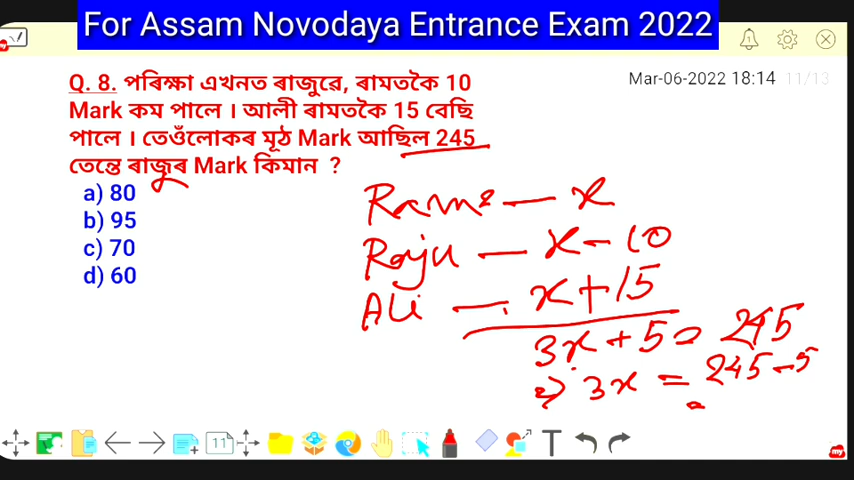 For Assam Novodaya Entrance Exam 2022
Mar-06-2022 18:14 11/13
Q. 8. পৰিক্ষা এখনত ৰাজুৱে, ৰামতকৈ 10
Mark কম পালে । আলী ৰামতকৈ 15 বেছি
পালে । তেওঁলোকৰ মূঠ Mark আছিল 245
তেন্তে ৰাজুৰ Mark কিমান ?
a) 80
b) 95
c) 70
d) 60
Ram — x
Raju — x - 10
Ali — x + 15
3x + 5 = 245
3x = 245 - 5
=
11
T
my